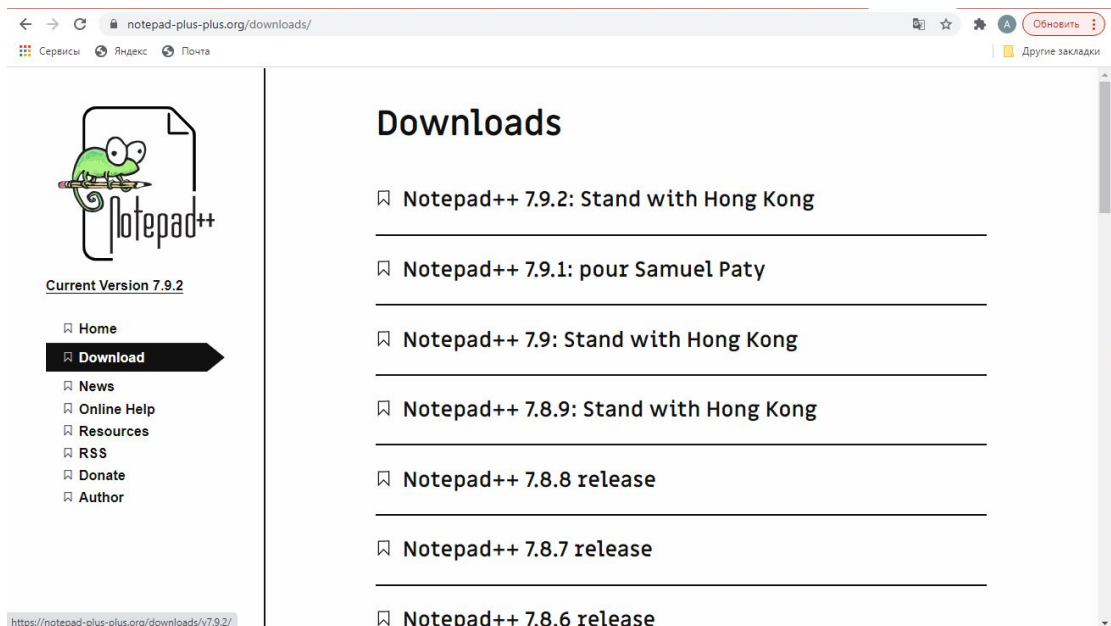 notepad-plus-plus.org/downloads/
А
Обновить
Сервисы
Яндекс
Почта
Другие закладки
Notepad++
Current Version 7.9.2
Home
Download
News
Online Help
Resources
RSS
Donate
Author
Downloads
Notepad++ 7.9.2: Stand with Hong Kong
Notepad++ 7.9.1: pour Samuel Paty
Notepad++ 7.9: Stand with Hong Kong
Notepad++ 7.8.9: Stand with Hong Kong
Notepad++ 7.8.8 release
Notepad++ 7.8.7 release
Notepad++ 7.8.6 release
https://notepad-plus-plus.org/downloads/v7.9.2/